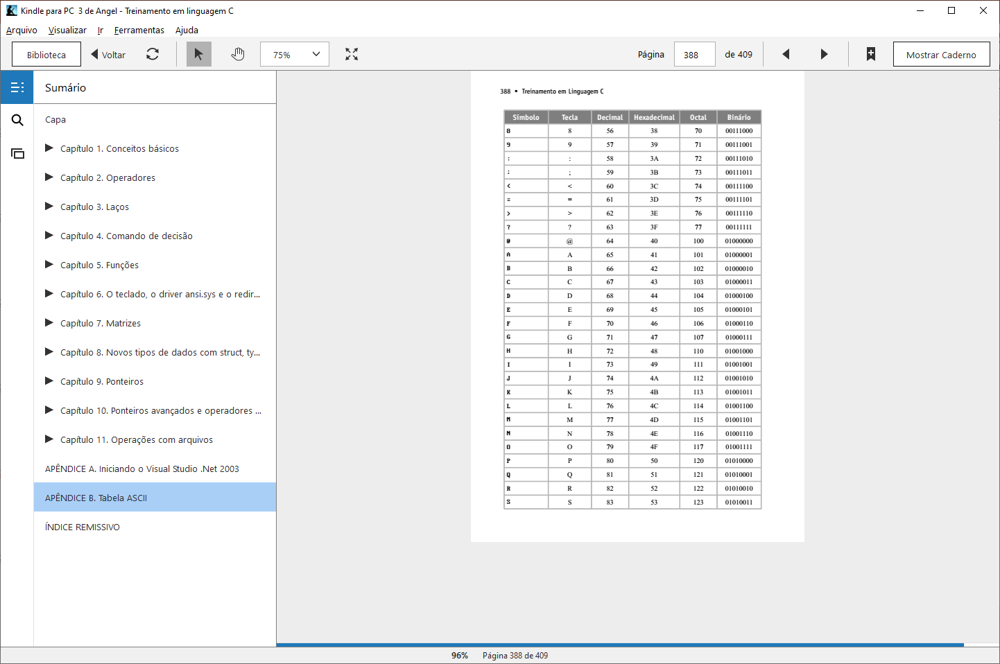 Kindle para PC 3 de Angel - Treinamento em linguagem C
Arquivo Visualizar Ir Ferramentas Ajuda
Biblioteca Voltar 75% Página 388 de 409 Mostrar Caderno
Sumário
Capa
Capítulo 1. Conceitos básicos
Capítulo 2. Operadores
Capítulo 3. Laços
Capítulo 4. Comando de decisão
Capítulo 5. Funções
Capítulo 6. O teclado, o driver ansi.sys e o redir...
Capítulo 7. Matrizes
Capítulo 8. Novos tipos de dados com struct, ty...
Capítulo 9. Ponteiros
Capítulo 10. Ponteiros avançados e operadores ...
Capítulo 11. Operações com arquivos
APÊNDICE A. Iniciando o Visual Studio .Net 2003
APÊNDICE B. Tabela ASCII
ÍNDICE REMISSIVO
388 ▪ Treinamento em Linguagem C
Símbolo Tecla Decimal Hexadecimal Octal Binário
8 8 56 38 70 00111000
9 9 57 39 71 00111001
: : 58 3A 72 00111010
; ; 59 3B 73 00111011
< < 60 3C 74 00111100
= = 61 3D 75 00111101
> > 62 3E 76 00111110
? ? 63 3F 77 00111111
@ @ 64 40 100 01000000
A A 65 41 101 01000001
B B 66 42 102 01000010
C C 67 43 103 01000011
D D 68 44 104 01000100
E E 69 45 105 01000101
F F 70 46 106 01000110
G G 71 47 107 01000111
H H 72 48 110 01001000
I I 73 49 111 01001001
J J 74 4A 112 01001010
K K 75 4B 113 01001011
L L 76 4C 114 01001100
M M 77 4D 115 01001101
N N 78 4E 116 01001110
O O 79 4F 117 01001111
P P 80 50 120 01010000
Q Q 81 51 121 01010001
R R 82 52 122 01010010
S S 83 53 123 01010011
96% Página 388 de 409